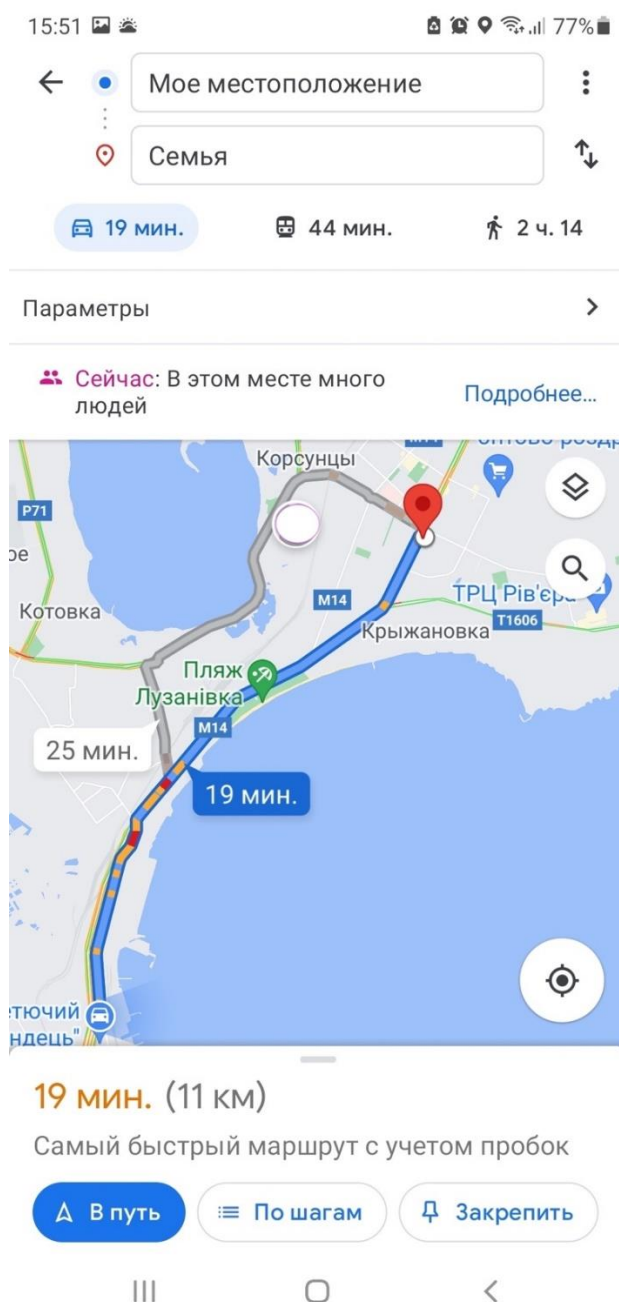 15:51
77%
Мое местоположение
Семья
19 мин.
44 мин.
2 ч. 14
Параметры
Сейчас: В этом месте много
людей
Подробнее...
Корсунцы
P71
Котовка
M14
ТРЦ Рів'єра
Крыжановка
T1606
Пляж
Лузанівка
M14
25 мин.
19 мин.
19 мин. (11 км)
Самый быстрый маршрут с учетом пробок
В путь
По шагам
Закрепить